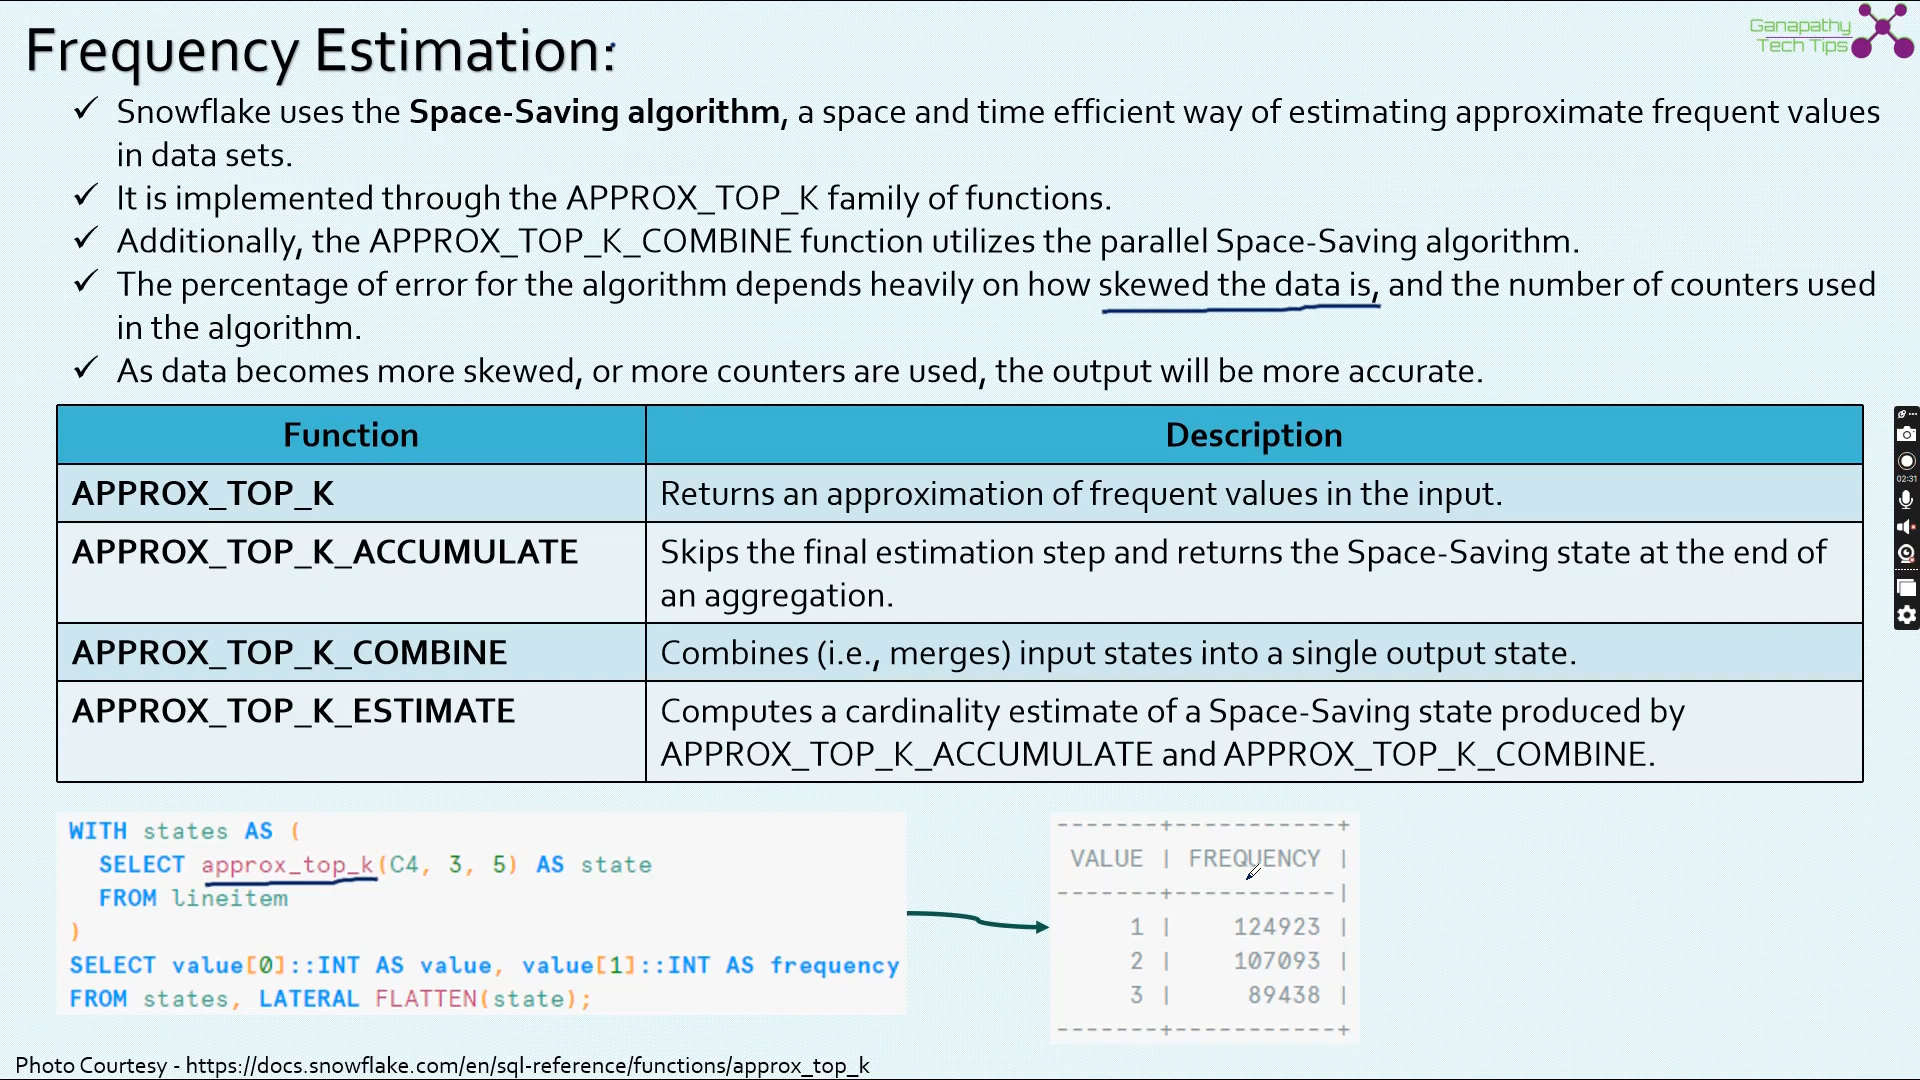 Frequency Estimation:
Ganapathy
Tech Tips
✓ Snowflake uses the Space-Saving algorithm, a space and time efficient way of estimating approximate frequent values
in data sets.
✓ It is implemented through the APPROX_TOP_K family of functions.
✓ Additionally, the APPROX_TOP_K_COMBINE function utilizes the parallel Space-Saving algorithm.
✓ The percentage of error for the algorithm depends heavily on how skewed the data is, and the number of counters used
in the algorithm.
✓ As data becomes more skewed, or more counters are used, the output will be more accurate.
Function Description
APPROX_TOP_K Returns an approximation of frequent values in the input.
APPROX_TOP_K_ACCUMULATE Skips the final estimation step and returns the Space-Saving state at the end of
an aggregation.
APPROX_TOP_K_COMBINE Combines (i.e., merges) input states into a single output state.
APPROX_TOP_K_ESTIMATE Computes a cardinality estimate of a Space-Saving state produced by
APPROX_TOP_K_ACCUMULATE and APPROX_TOP_K_COMBINE.
02:31
WITH states AS (
SELECT approx_top_k(C4, 3, 5) AS state
FROM lineitem
)
SELECT value[0]::INT AS value, value[1]::INT AS frequency
FROM states, LATERAL FLATTEN(state);
-------+-----------+
VALUE | FREQUENCY |
-------+-----------|
1 | 124923 |
2 | 107093 |
3 | 89438 |
-------+-----------+
Photo Courtesy - https://docs.snowflake.com/en/sql-reference/functions/approx_top_k